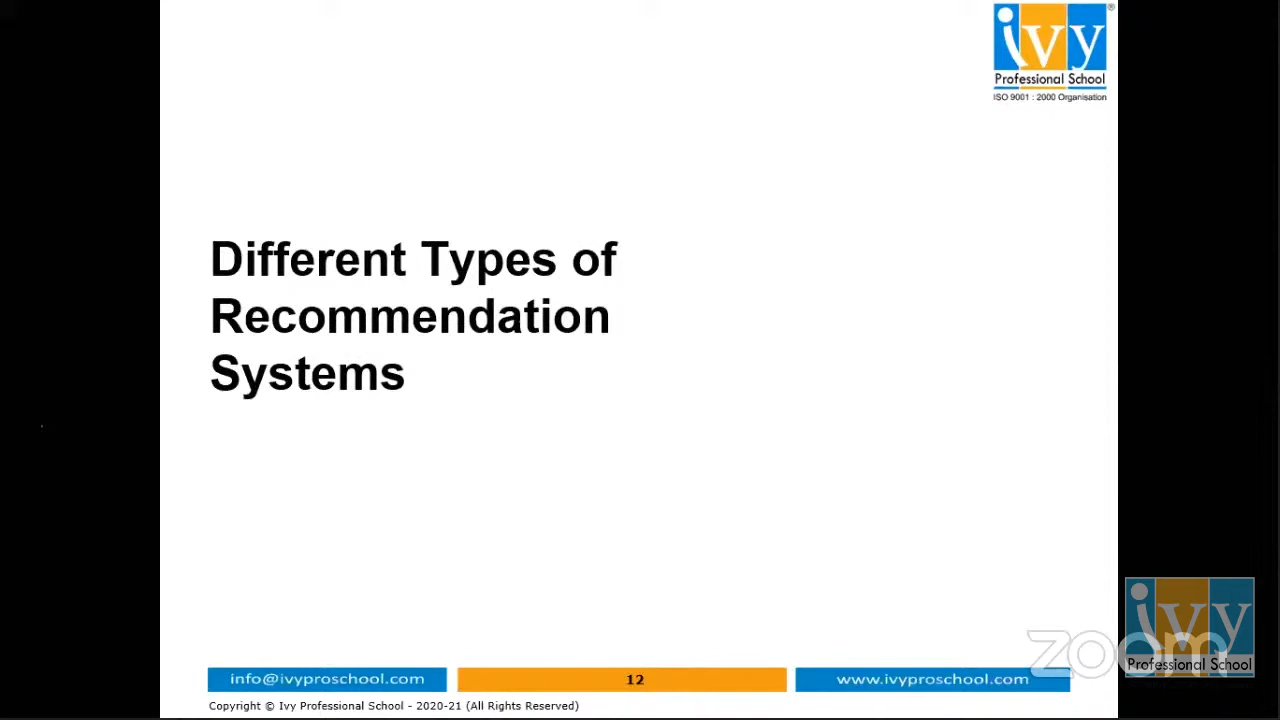 ivy
®
Professional School
ISO 9001 : 2000 Organisation
Different Types of
Recommendation
Systems
ivy
zoom
Professional School
info@ivyproschool.com
12
www.ivyproschool.com
Copyright © Ivy Professional School - 2020-21 (All Rights Reserved)